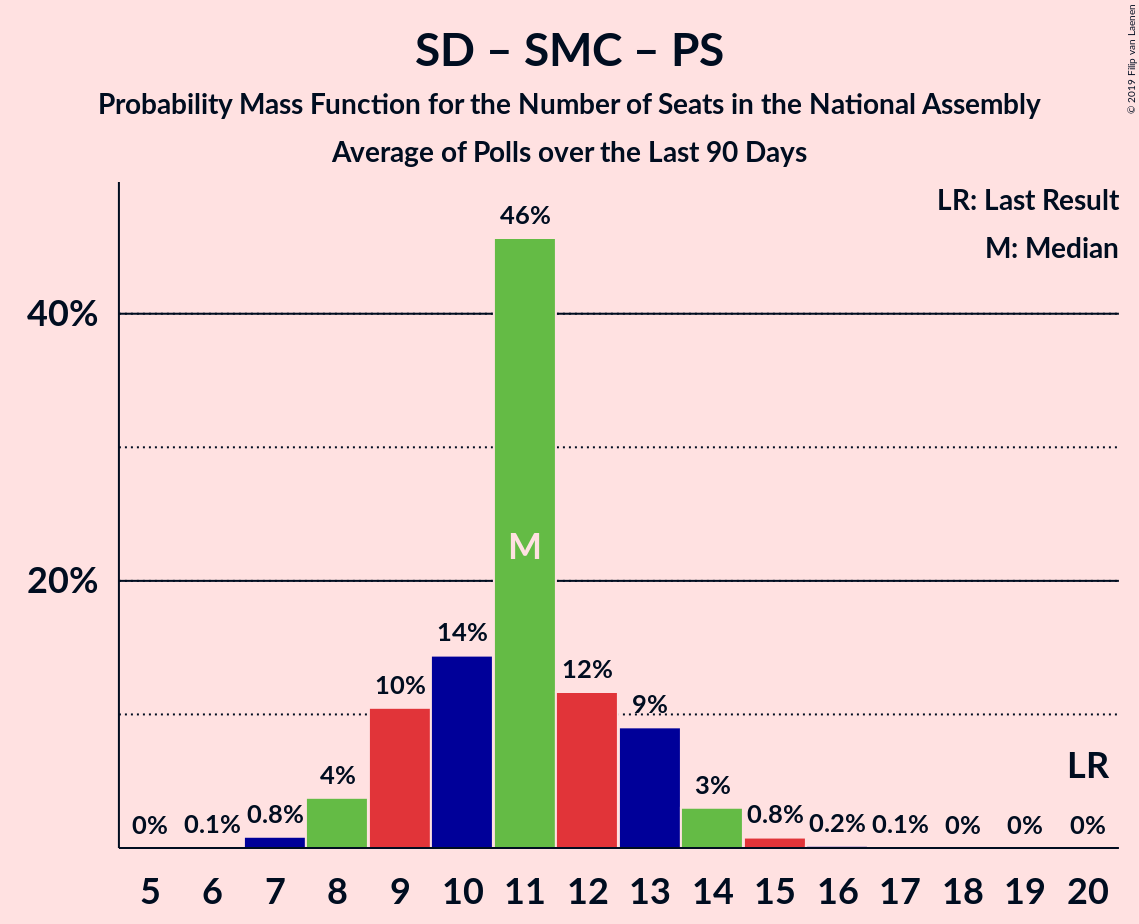 SD – SMC – PS
Probability Mass Function for the Number of Seats in the National Assembly
Average of Polls over the Last 90 Days
© 2019 Filip van Laenen
LR: Last Result
M: Median
40%
20%
0%
0.1%
0.8%
4%
10%
14%
46%
M
12%
9%
3%
0.8%
0.2%
0.1%
0%
0%
0%
LR
5 6 7 8 9 10 11 12 13 14 15 16 17 18 19 20